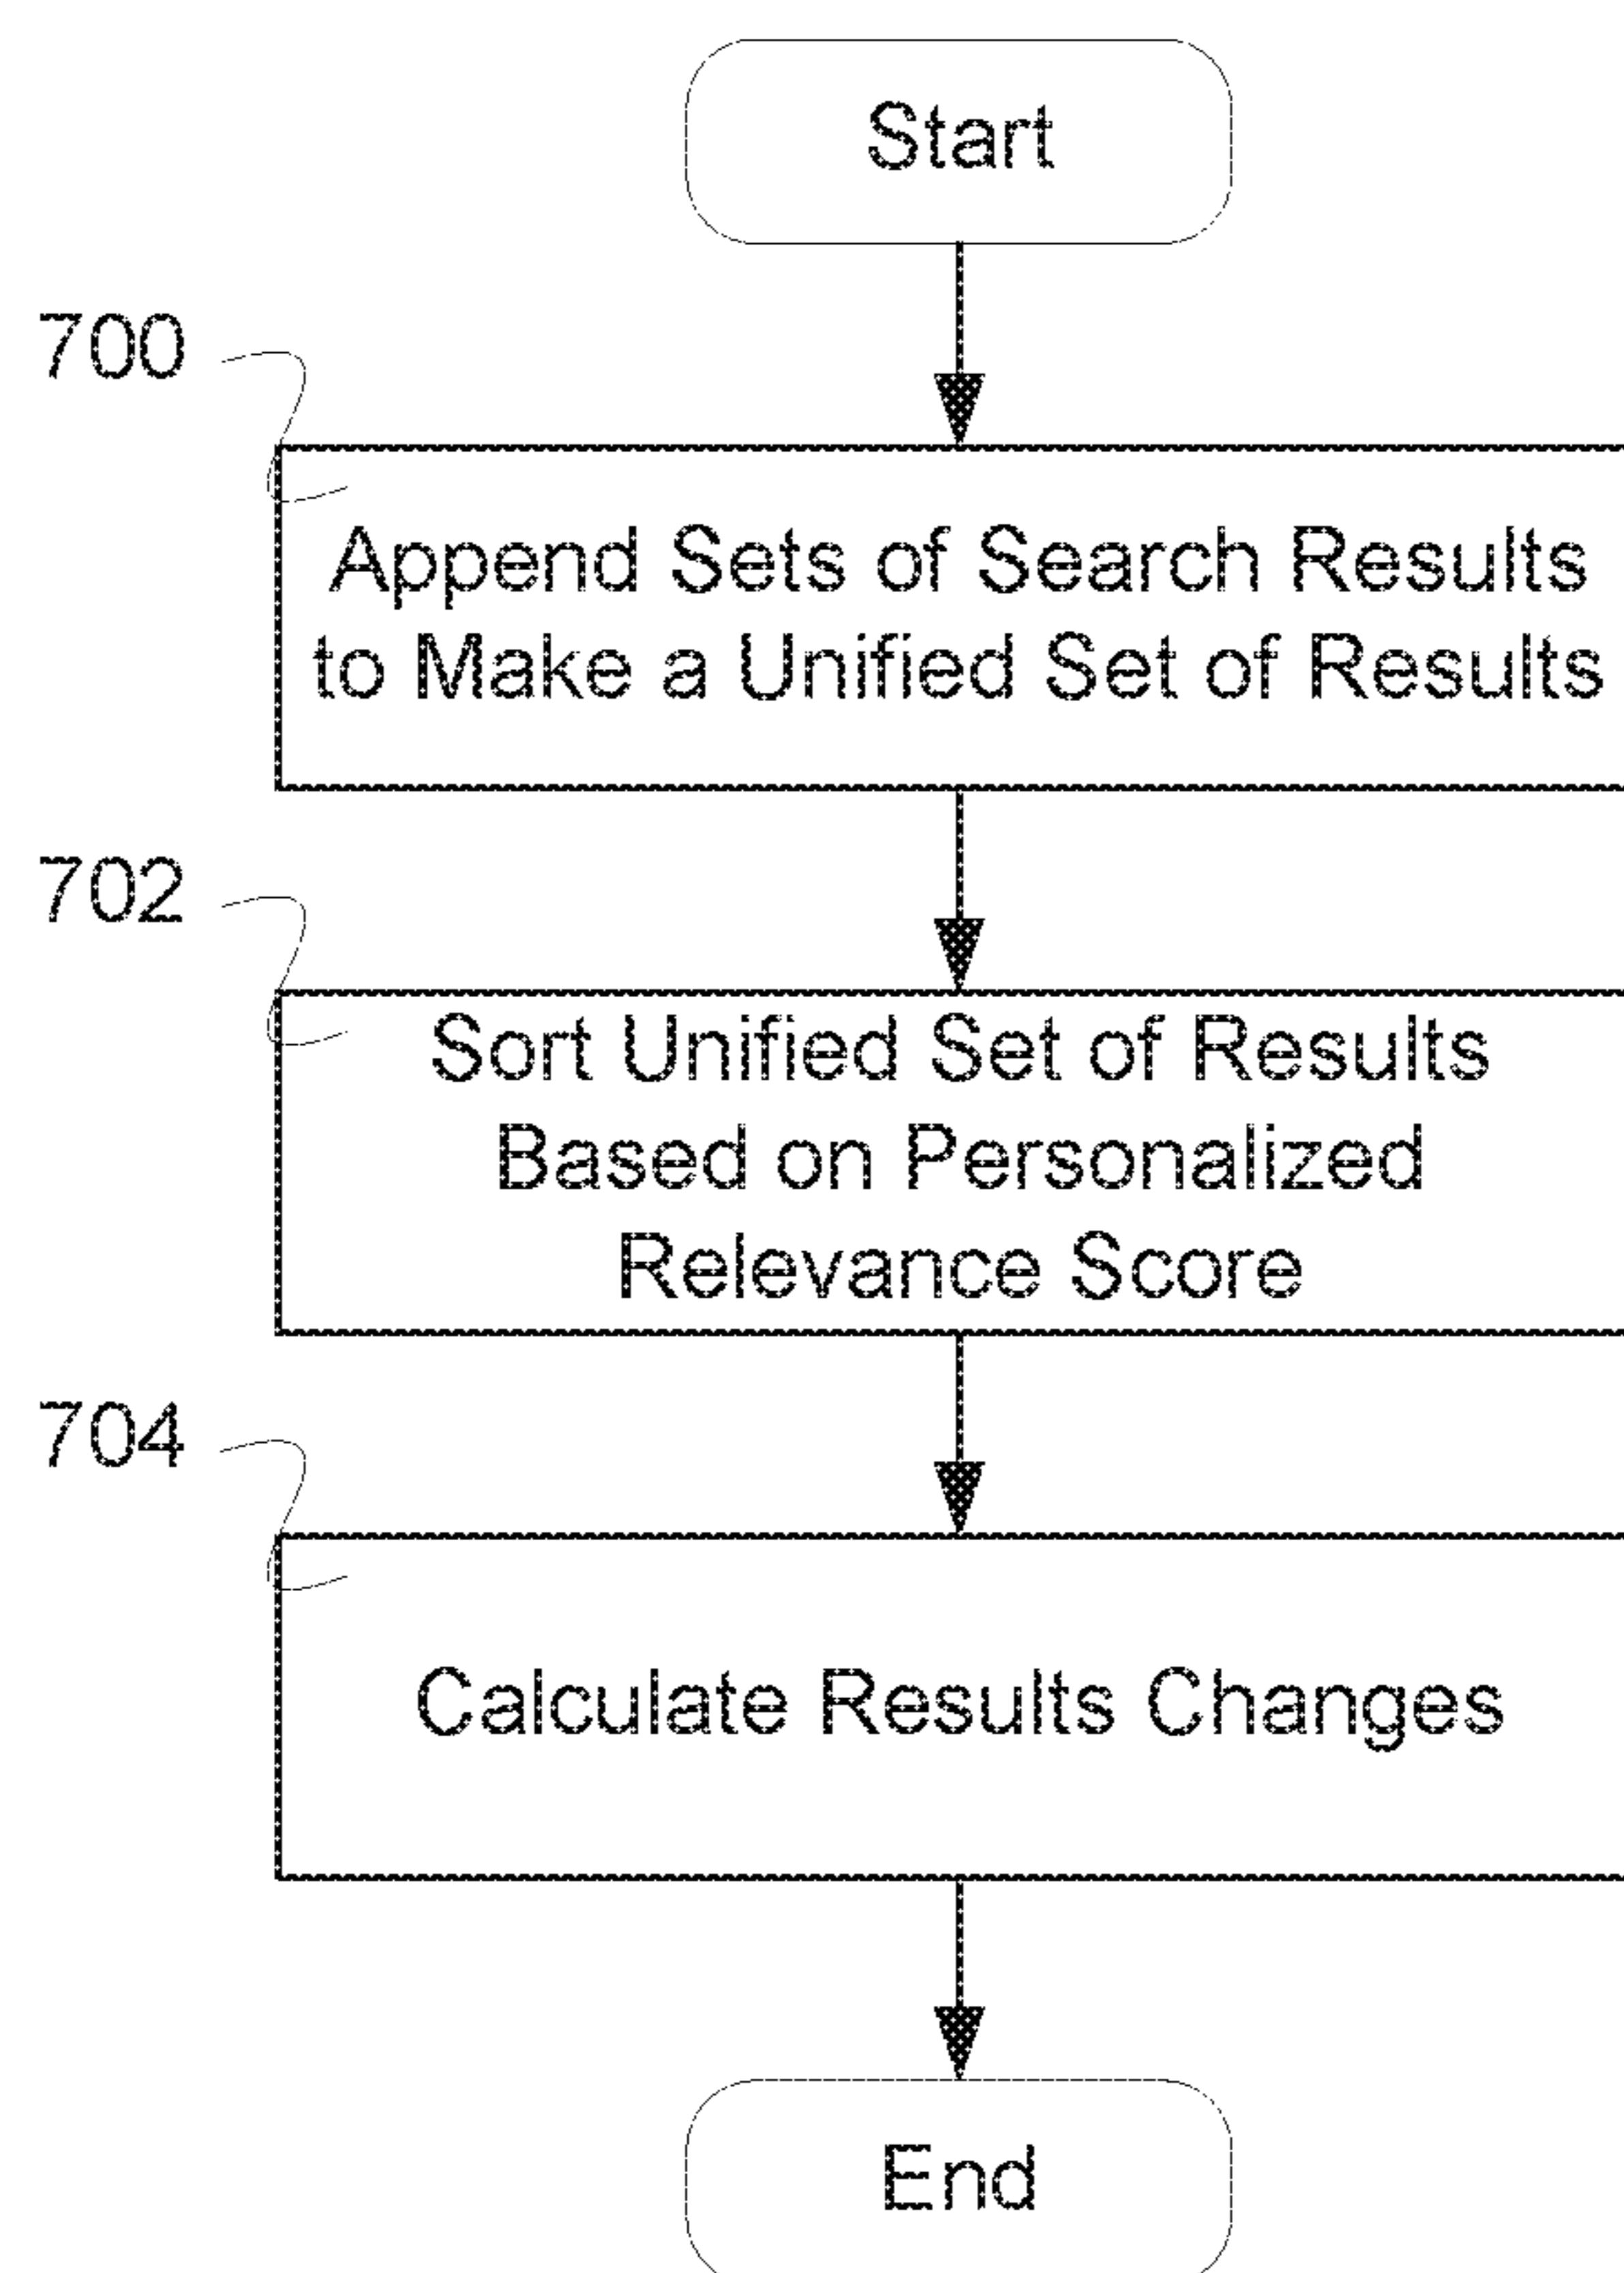 Start
700
Append Sets of Search Results
to Make a Unified Set of Results
702
Sort Unified Set of Results
Based on Personalized
Relevance Score
704
Calculate Results Changes
End